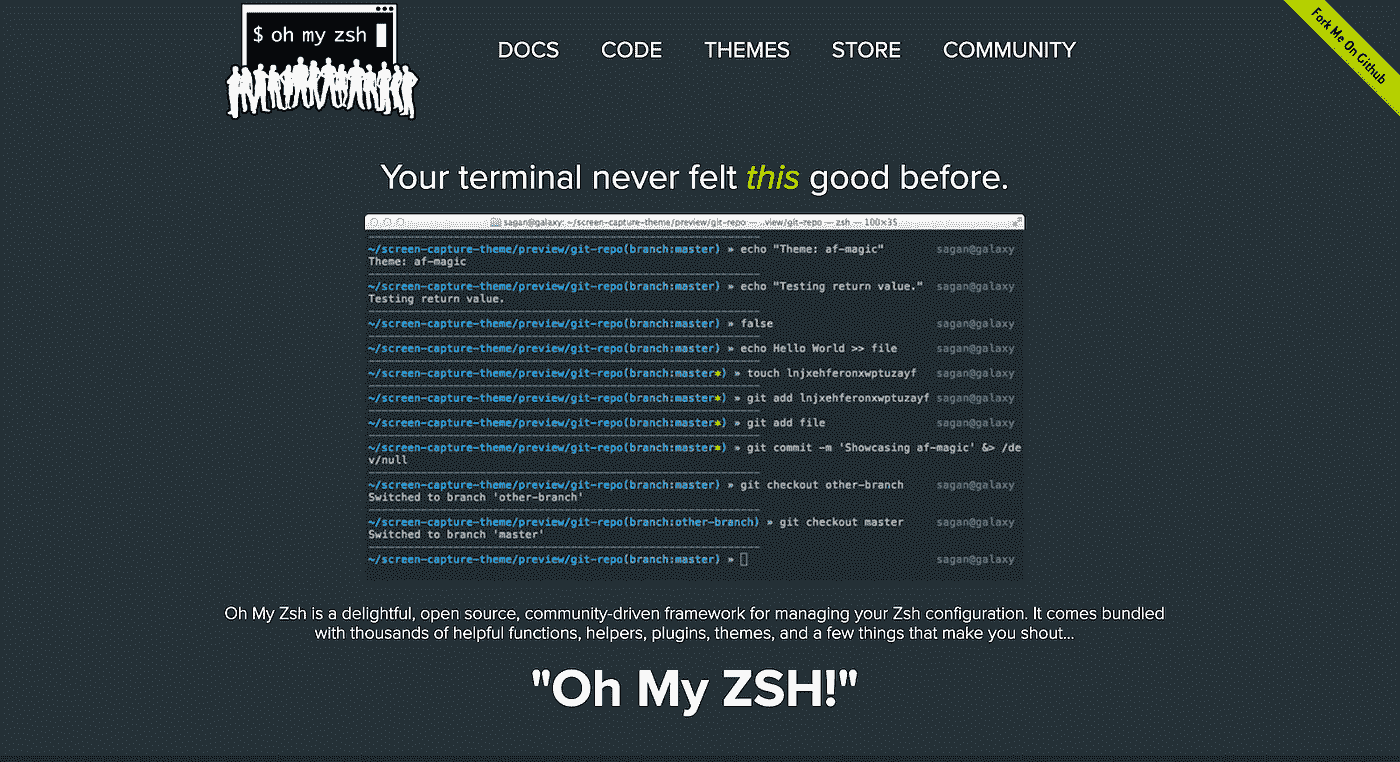 $ oh my zsh
DOCS CODE THEMES STORE COMMUNITY
Fork Me On Github
Your terminal never felt this good before.
sagan@galaxy: ~/screen-capture-theme/preview/git-repo — ..view/git-repo — zsh — 100×35
~/screen-capture-theme/preview/git-repo(branch:master) » echo "Theme: af-magic" sagan@galaxy
Theme: af-magic
~/screen-capture-theme/preview/git-repo(branch:master) » echo "Testing return value." sagan@galaxy
Testing return value.
~/screen-capture-theme/preview/git-repo(branch:master) » false sagan@galaxy
~/screen-capture-theme/preview/git-repo(branch:master) » echo Hello World >> file sagan@galaxy
~/screen-capture-theme/preview/git-repo(branch:master*) » touch lnjxehferonxwptuzayf sagan@galaxy
~/screen-capture-theme/preview/git-repo(branch:master*) » git add lnjxehferonxwptuzayf sagan@galaxy
~/screen-capture-theme/preview/git-repo(branch:master*) » git add file sagan@galaxy
~/screen-capture-theme/preview/git-repo(branch:master*) » git commit -m 'Showcasing af-magic' &> /de
v/null
~/screen-capture-theme/preview/git-repo(branch:master) » git checkout other-branch sagan@galaxy
Switched to branch 'other-branch'
~/screen-capture-theme/preview/git-repo(branch:other-branch) » git checkout master sagan@galaxy
Switched to branch 'master'
~/screen-capture-theme/preview/git-repo(branch:master) » sagan@galaxy
Oh My Zsh is a delightful, open source, community-driven framework for managing your Zsh configuration. It comes bundled
with thousands of helpful functions, helpers, plugins, themes, and a few things that make you shout...
"Oh My ZSH!"